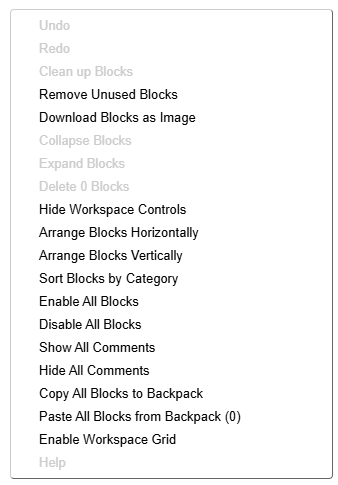 Undo
Redo
Clean up Blocks
Remove Unused Blocks
Download Blocks as Image
Collapse Blocks
Expand Blocks
Delete 0 Blocks
Hide Workspace Controls
Arrange Blocks Horizontally
Arrange Blocks Vertically
Sort Blocks by Category
Enable All Blocks
Disable All Blocks
Show All Comments
Hide All Comments
Copy All Blocks to Backpack
Paste All Blocks from Backpack (0)
Enable Workspace Grid
Help